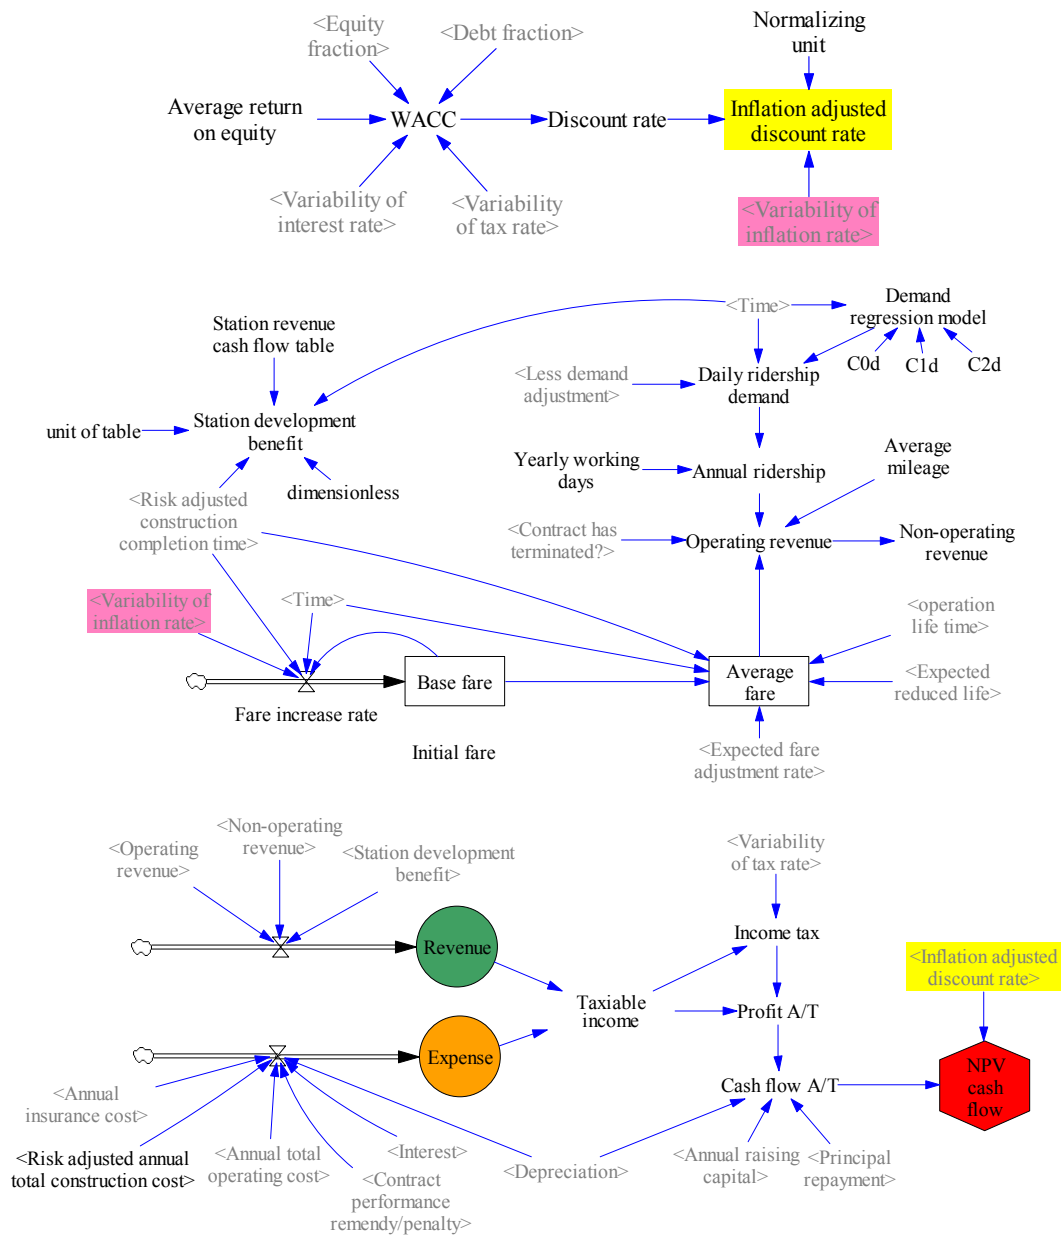 <Equity
fraction>
<Debt fraction>
Normalizing
unit
Average return
on equity
WACC
Discount rate
Inflation adjusted
discount rate
<Variability of
interest rate>
<Variability
of tax rate>
<Variability of
inflation rate>
<Time>
Demand
regression model
Station revenue
cash flow table
C0d
C1d
C2d
<Less demand
adjustment>
Daily ridership
demand
unit of table
Station development
benefit
Average
mileage
Yearly working
days
Annual ridership
dimensionless
<Risk adjusted
construction
completion time>
<Contract has
terminated?>
Operating revenue
Non-operating
revenue
<Variability of
inflation rate>
<Time>
<operation
life time>
Base fare
Average
fare
<Expected
reduced life>
Fare increase rate
Initial fare
<Expected fare
adjustment rate>
<Non-operating
revenue>
<Operating
revenue>
<Station development
benefit>
<Variability
of tax rate>
Revenue
Income tax
<Inflation adjusted
discount rate>
Taxiable
income
Profit A/T
Expense
Cash flow A/T
NPV
cash
flow
<Annual
insurance cost>
<Risk adjusted annual
total construction cost>
<Annual total
operating cost>
<Interest>
<Contract
performance
remendy/penalty>
<Depreciation>
<Annual raising
capital>
<Principal
repayment>